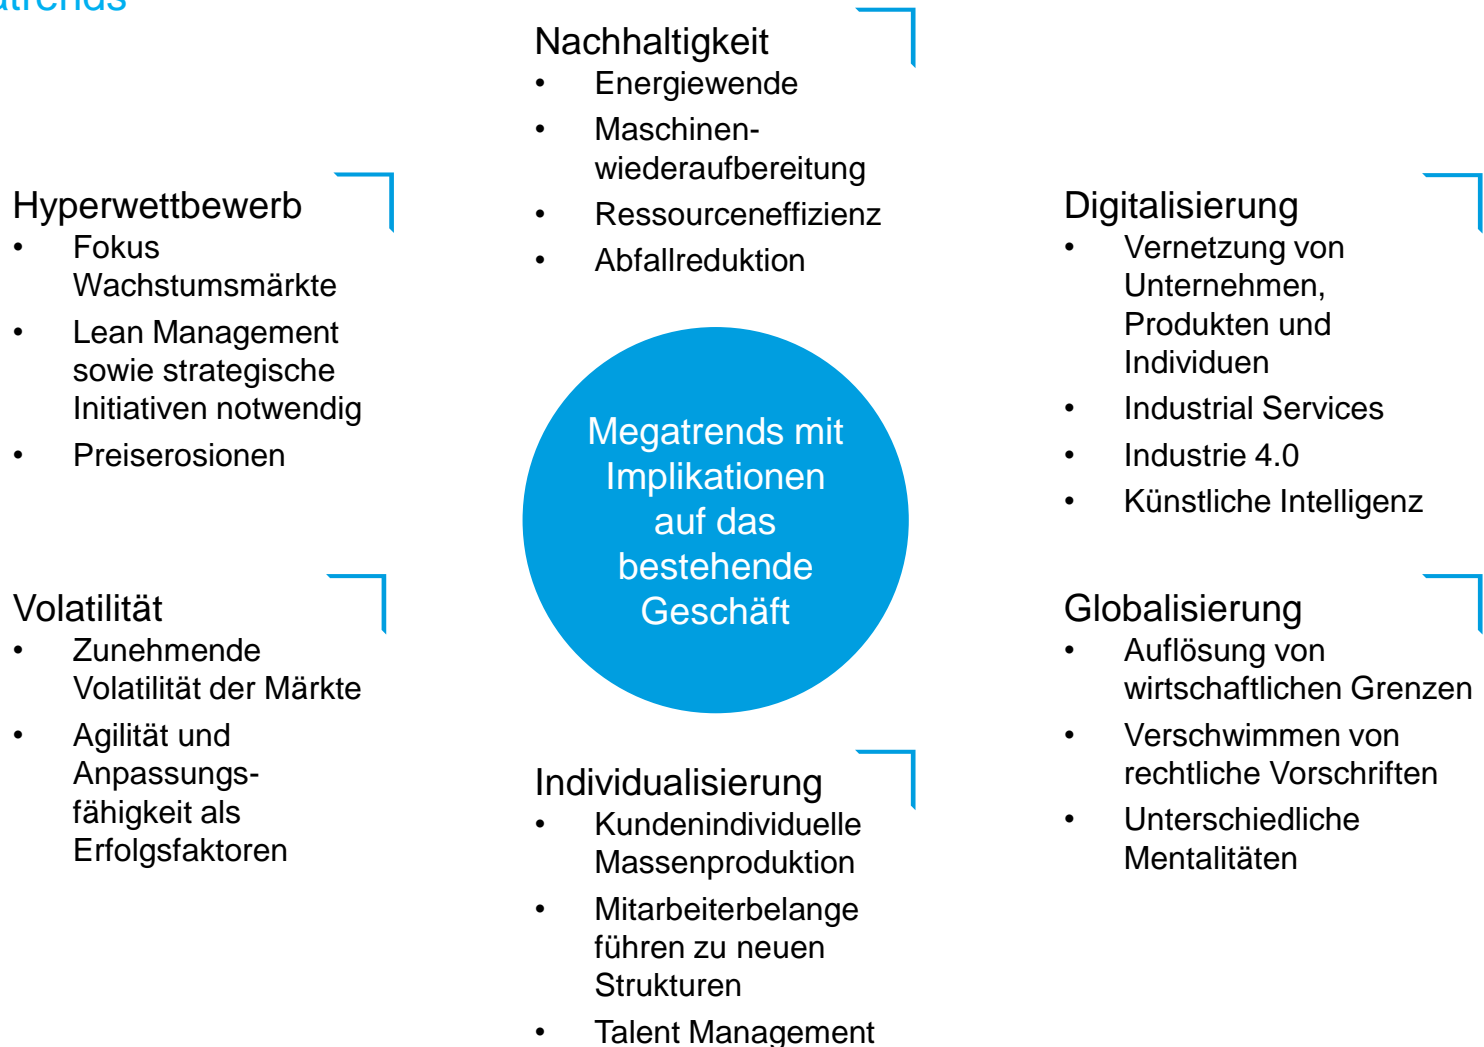 Nachhaltigkeit
• Energiewende
• Maschinen-
wiederaufbereitung
• Ressourceneffizienz
• Abfallreduktion
Hyperwettbewerb
• Fokus
Wachstumsmärkte
• Lean Management
sowie strategische
Initiativen notwendig
• Preiserosionen
Digitalisierung
• Vernetzung von
Unternehmen,
Produkten und
Individuen
• Industrial Services
• Industrie 4.0
• Künstliche Intelligenz
Megatrends mit
Implikationen
auf das
bestehende
Geschäft
Volatilität
• Zunehmende
Volatilität der Märkte
• Agilität und
Anpassungs-
fähigkeit als
Erfolgsfaktoren
Globalisierung
• Auflösung von
wirtschaftlichen Grenzen
• Verschwimmen von
rechtliche Vorschriften
• Unterschiedliche
Mentalitäten
Individualisierung
• Kundenindividuelle
Massenproduktion
• Mitarbeiterbelange
führen zu neuen
Strukturen
• Talent Management